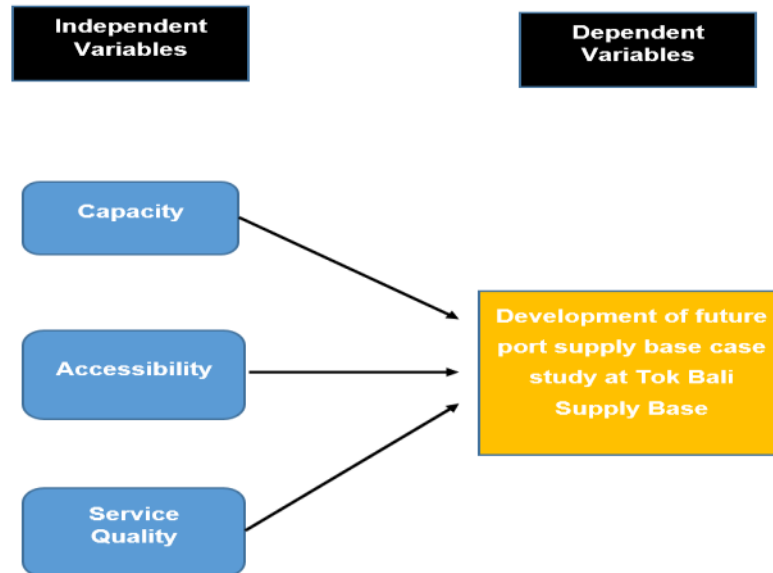 Independent
Variables
Dependent
Variables
Capacity
Accessibility
Service
Quality
Development of future
port supply base case
study at Tok Bali
Supply Base